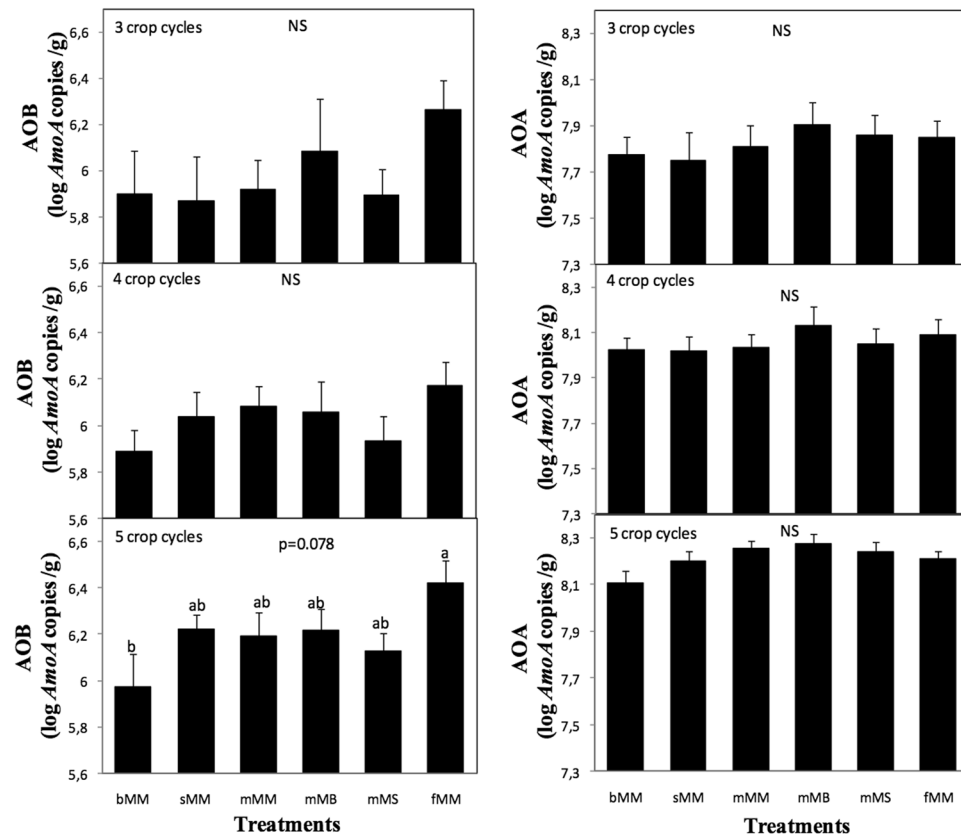 3 crop cycles
NS
AOB
(log AmoA copies /g)
6,6
6,4
6,2
6
5,8
5,6
4 crop cycles
NS
AOB
(log AmoA copies /g)
6,6
6,4
6,2
6
5,8
5,6
5 crop cycles
p=0.078
AOB
(log AmoA copies /g)
6,6
6,4
6,2
6
5,8
5,6
b
ab
ab
ab
ab
a
bMM sMM mMM mMB mMS fMM
Treatments
3 crop cycles
NS
AOA
(log AmoA copies /g)
8,3
8,1
7,9
7,7
7,5
7,3
4 crop cycles
NS
AOA
(log AmoA copies /g)
8,3
8,1
7,9
7,7
7,5
7,3
5 crop cycles
NS
AOA
(log AmoA copies /g)
8,3
8,1
7,9
7,7
7,5
7,3
bMM sMM mMM mMB mMS fMM
Treatments